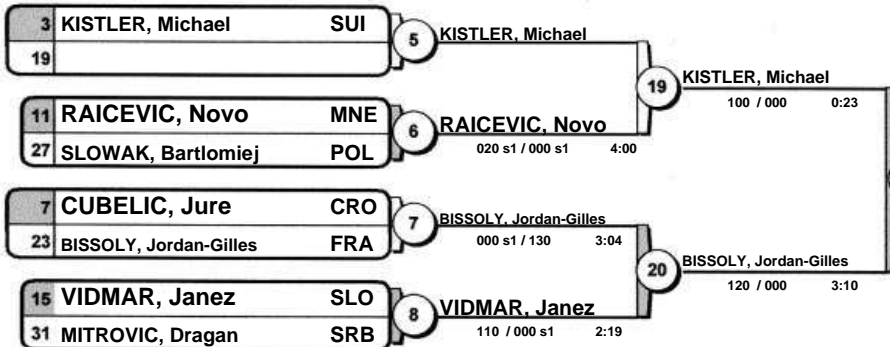 3 KISTLER, Michael SUI
19
5
KISTLER, Michael
11 RAICEVIC, Novo MNE
27 SLOWAK, Bartlomiej POL
6
RAICEVIC, Novo
020 s1 / 000 s1 4:00
19
KISTLER, Michael
100 / 000 0:23
7 CUBELIC, Jure CRO
23 BISSOLY, Jordan-Gilles FRA
7
BISSOLY, Jordan-Gilles
000 s1 / 130 3:04
15 VIDMAR, Janez SLO
31 MITROVIC, Dragan SRB
8
VIDMAR, Janez
110 / 000 s1 2:19
20
BISSOLY, Jordan-Gilles
120 / 000 3:10